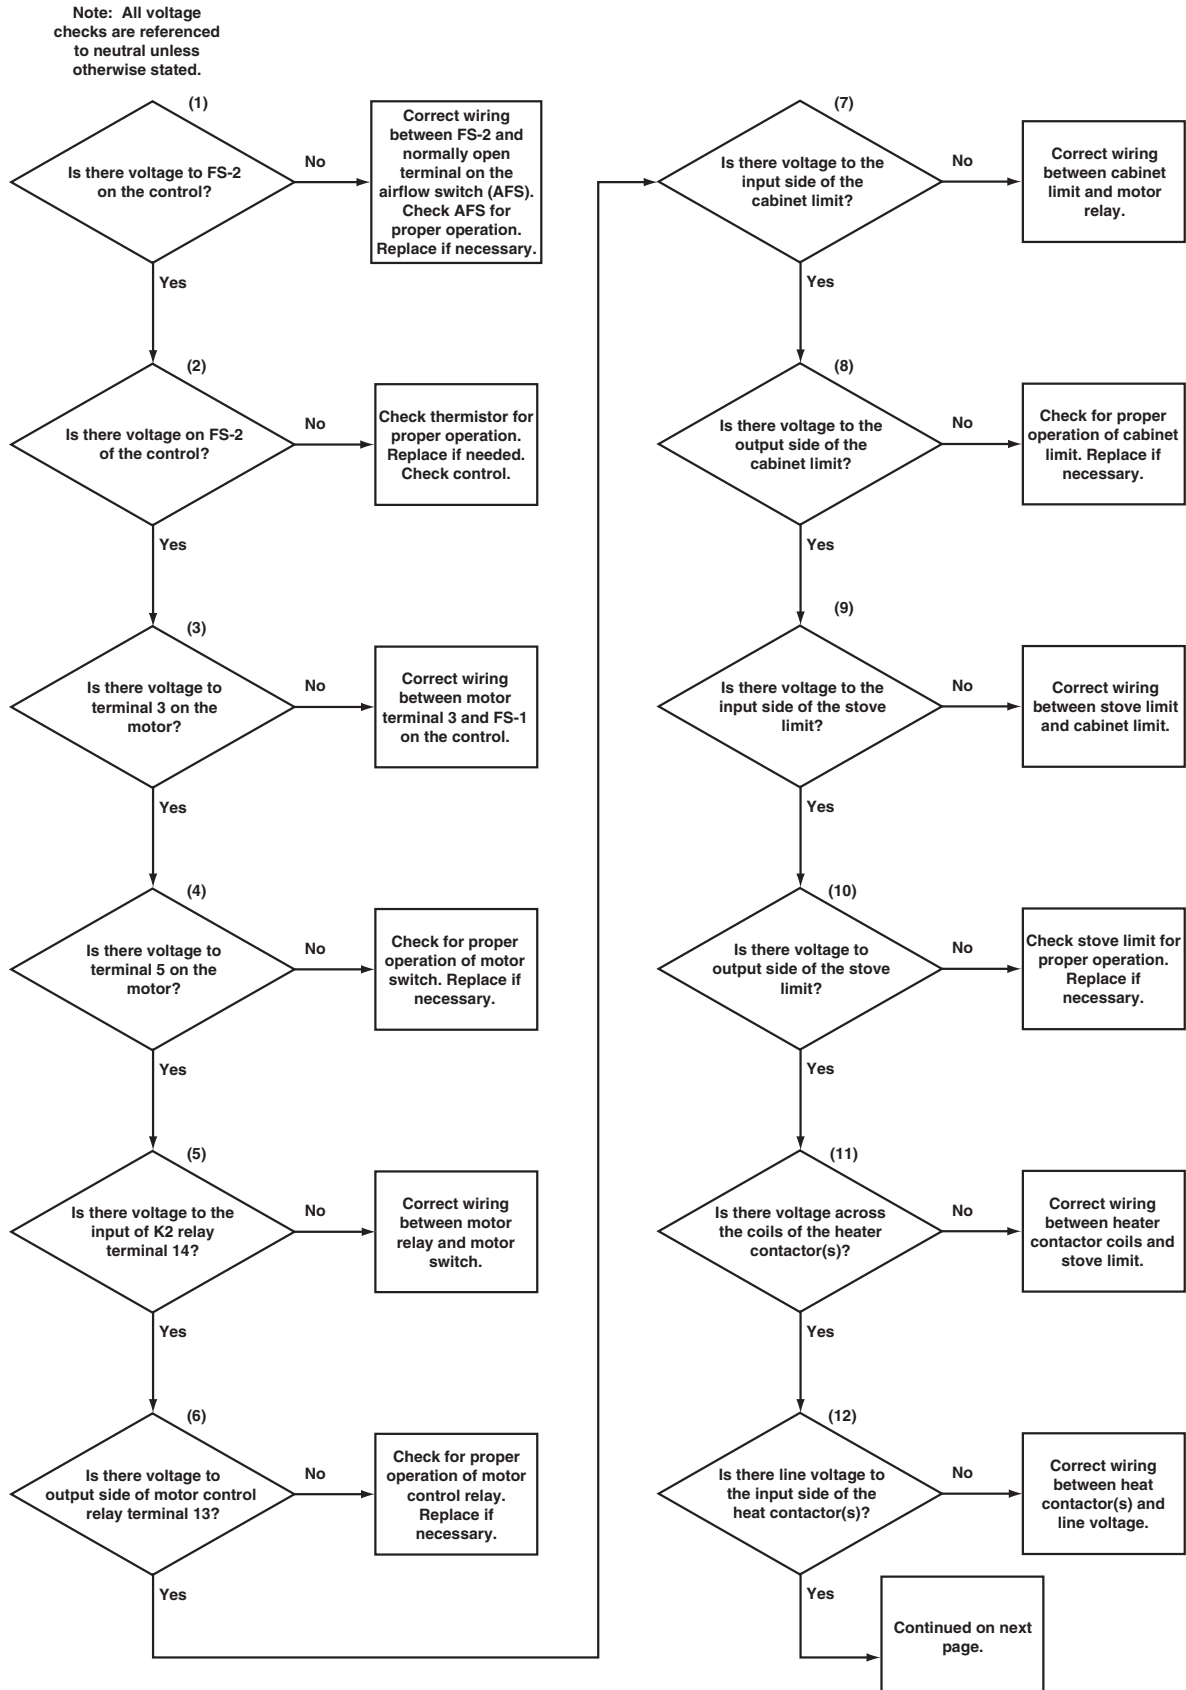 Note: All voltage
checks are referenced
to neutral unless
otherwise stated.
(1)
Is there voltage to FS-2
on the control?
No
Correct wiring
between FS-2 and
normally open
terminal on the
airflow switch (AFS).
Check AFS for
proper operation.
Replace if necessary.
Yes
(2)
Is there voltage on FS-2
of the control?
No
Check thermistor for
proper operation.
Replace if needed.
Check control.
Yes
(3)
Is there voltage to
terminal 3 on the
motor?
No
Correct wiring
between motor
terminal 3 and FS-1
on the control.
Yes
(4)
Is there voltage to
terminal 5 on the
motor?
No
Check for proper
operation of motor
switch. Replace if
necessary.
Yes
(5)
Is there voltage to the
input of K2 relay
terminal 14?
No
Correct wiring
between motor
relay and motor
switch.
Yes
(6)
Is there voltage to
output side of motor control
relay terminal 13?
No
Check for proper
operation of motor
control relay.
Replace if
necessary.
Yes
(7)
Is there voltage to the
input side of the
cabinet limit?
No
Correct wiring
between cabinet
limit and motor
relay.
Yes
(8)
Is there voltage to the
output side of the
cabinet limit?
No
Check for proper
operation of cabinet
limit. Replace if
necessary.
Yes
(9)
Is there voltage to the
input side of the stove
limit?
No
Correct wiring
between stove limit
and cabinet limit.
Yes
(10)
Is there voltage to
output side of the stove
limit?
No
Check stove limit for
proper operation.
Replace if
necessary.
Yes
(11)
Is there voltage across
the coils of the heater
contactor(s)?
No
Correct wiring
between heater
contactor coils and
stove limit.
Yes
(12)
Is there line voltage to
the input side of the
heat contactor(s)?
No
Correct wiring
between heat
contactor(s) and
line voltage.
Yes
Continued on next
page.